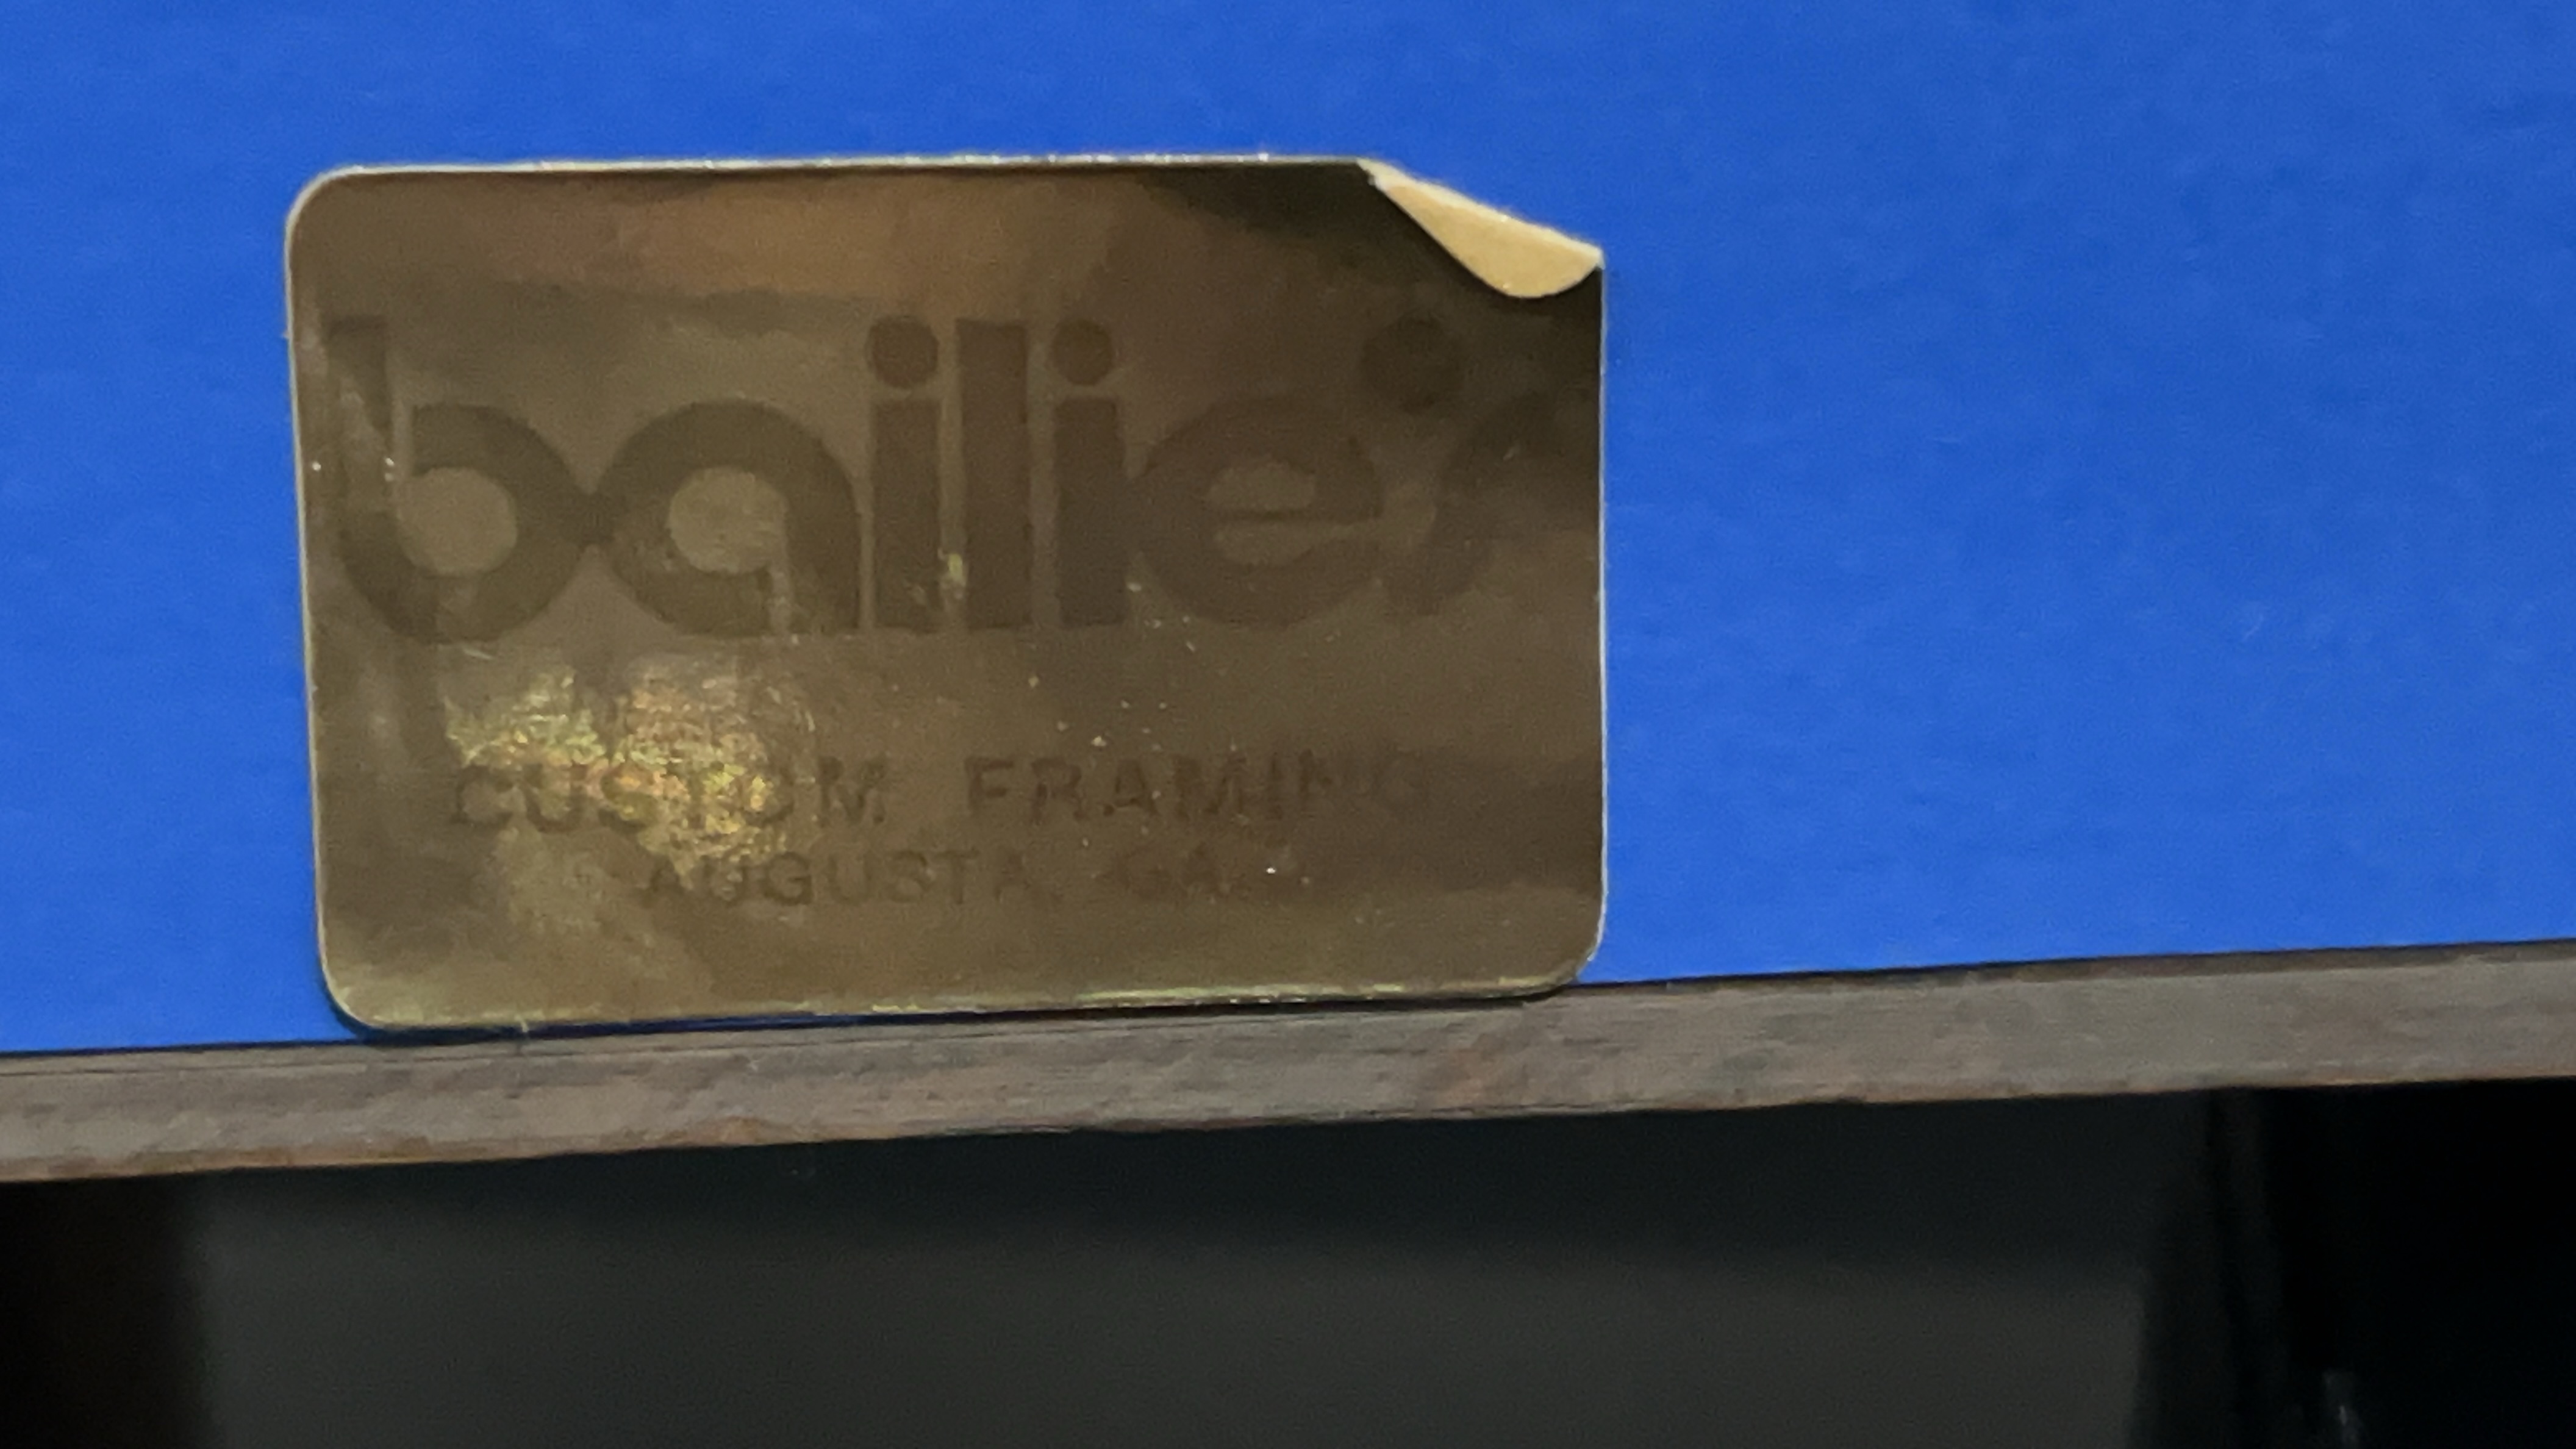 bailie's
CUSTOM FRAMING
AUGUSTA, GA.